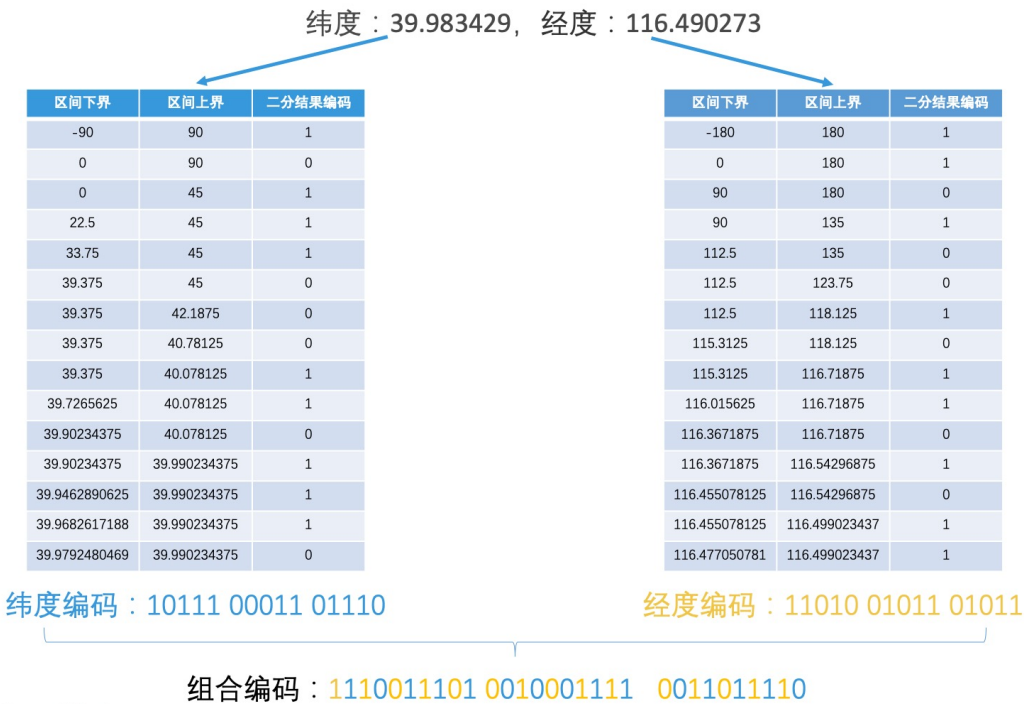 纬度：39.983429，经度：116.490273
区间下界 区间上界 二分结果编码
-90 90 1
0 90 0
0 45 1
22.5 45 1
33.75 45 1
39.375 45 0
39.375 42.1875 0
39.375 40.78125 0
39.375 40.078125 1
39.7265625 40.078125 1
39.90234375 40.078125 0
39.90234375 39.990234375 1
39.9462890625 39.990234375 1
39.9682617188 39.990234375 1
39.9792480469 39.990234375 0
区间下界 区间上界 二分结果编码
-180 180 1
0 180 1
90 180 0
90 135 1
112.5 135 0
112.5 123.75 0
112.5 118.125 1
115.3125 118.125 0
115.3125 116.71875 1
116.015625 116.71875 1
116.3671875 116.71875 0
116.3671875 116.54296875 1
116.455078125 116.54296875 0
116.455078125 116.499023437 1
116.477050781 116.499023437 1
纬度编码：10111 00011 01110
经度编码：11010 01011 01011
组合编码：1110011101 0010001111 0011011110